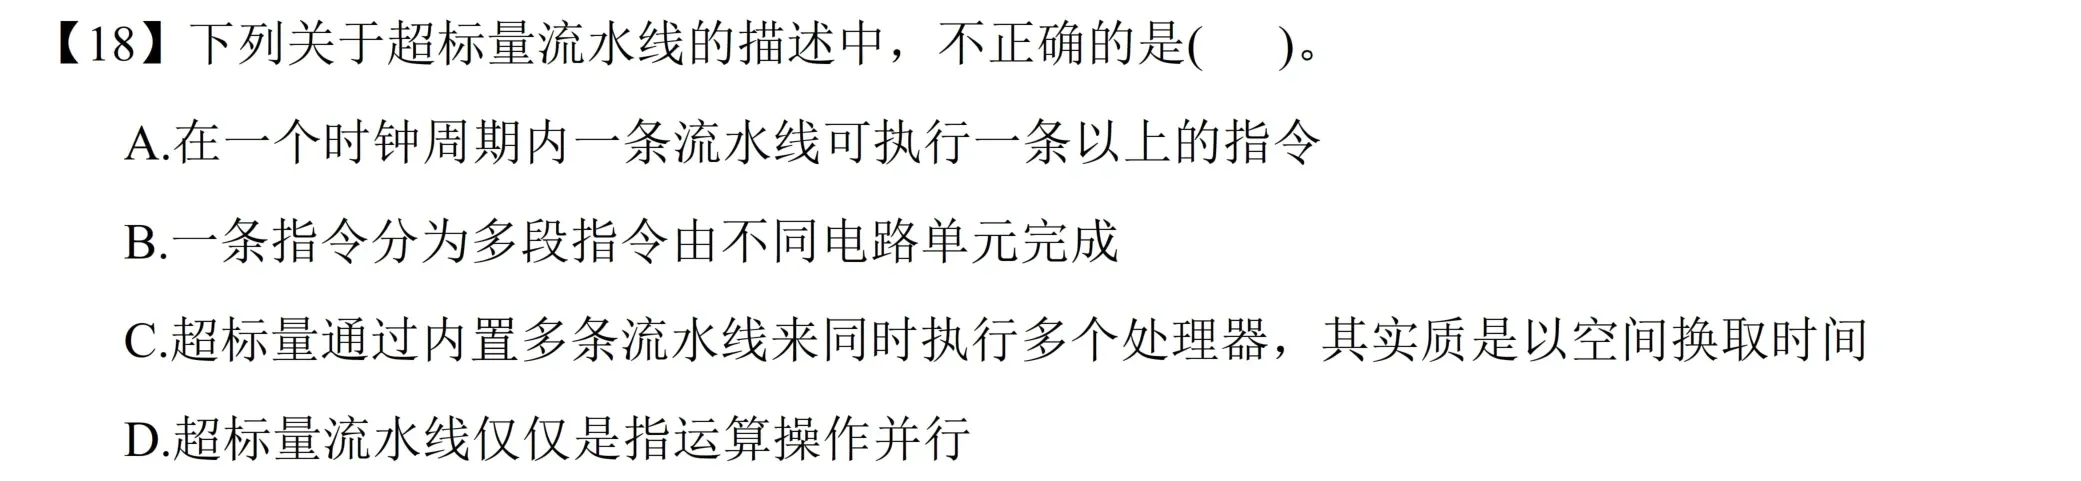 【18】下列关于超标量流水线的描述中，不正确的是(    )。
A.在一个时钟周期内一条流水线可执行一条以上的指令
B.一条指令分为多段指令由不同电路单元完成
C.超标量通过内置多条流水线来同时执行多个处理器，其实质是以空间换取时间
D.超标量流水线仅仅是指运算操作并行